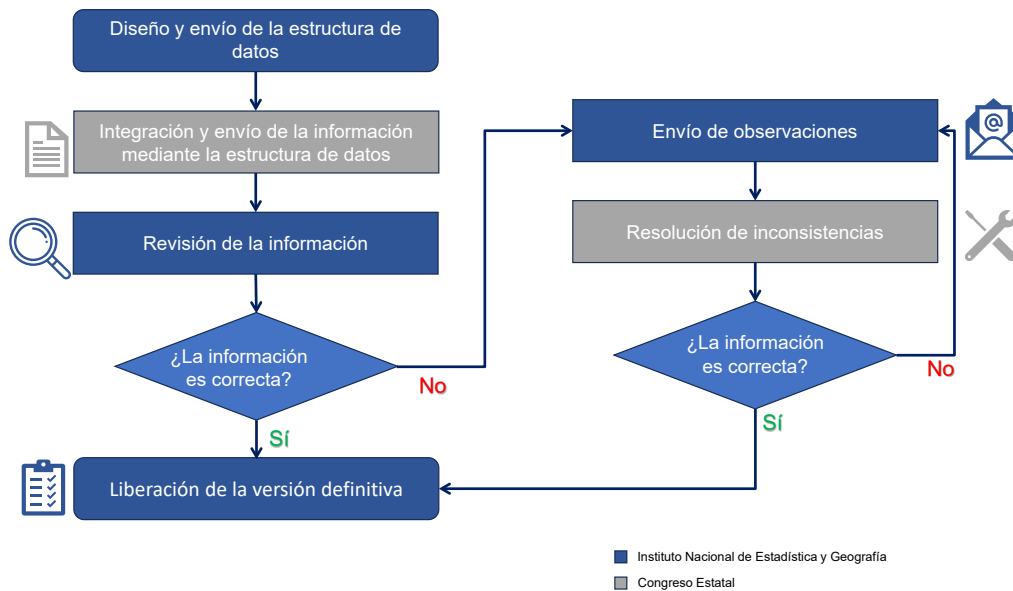 Diseño y envío de la estructura de
datos
Integración y envío de la información
mediante la estructura de datos
Revisión de la información
¿La información
es correcta?
No
Sí
Liberación de la versión definitiva
Envío de observaciones
@
Resolución de inconsistencias
¿La información
es correcta?
No
Sí
Instituto Nacional de Estadística y Geografía
Congreso Estatal